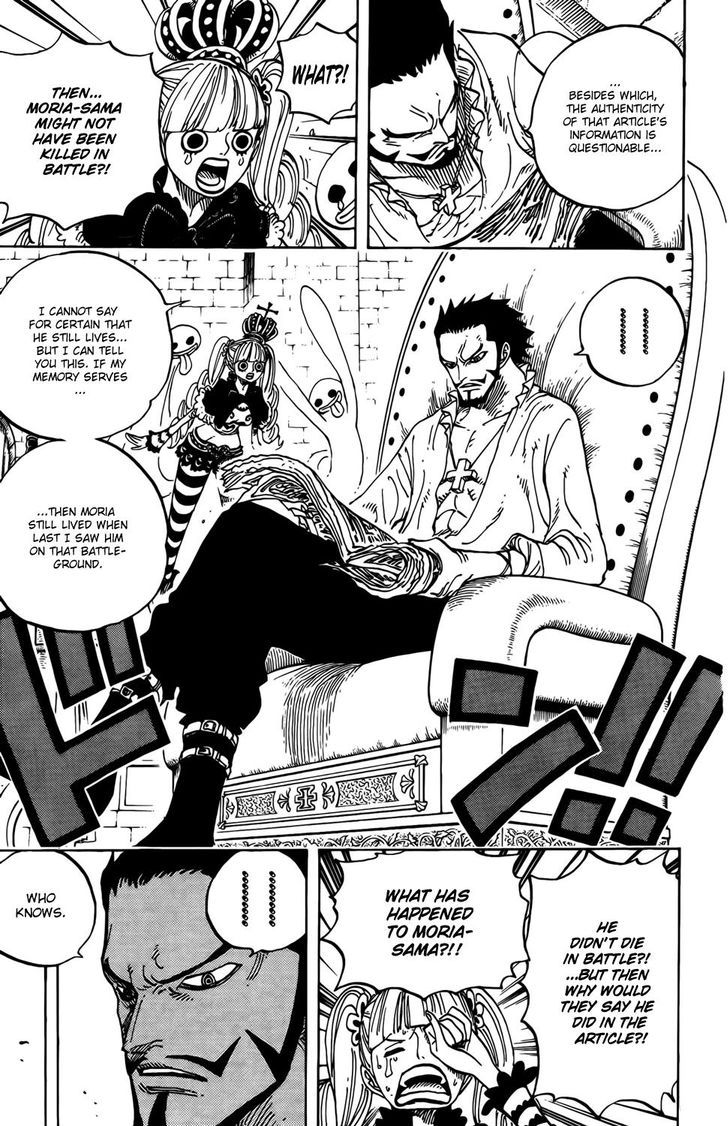 ...
BESIDES WHICH,
THE AUTHENTICITY
OF THAT ARTICLE'S
INFORMATION IS
QUESTIONABLE...
WHAT?!
THEN...
MORIA-SAMA
MIGHT NOT
HAVE BEEN
KILLED IN
BATTLE?!
I CANNOT SAY
FOR CERTAIN THAT
HE STILL LIVES...
BUT I CAN TELL
YOU THIS. IF MY
MEMORY SERVES
...
...THEN MORIA
STILL LIVED WHEN
LAST I SAW HIM
ON THAT BATTLE-
GROUND.
ドン!!
HE
DIDN'T DIE
IN BATTLE?!
...BUT THEN
WHY WOULD
THEY SAY HE
DID IN THE
ARTICLE?!
WHAT HAS
HAPPENED
TO MORIA-
SAMA?!!
WHO
KNOWS.